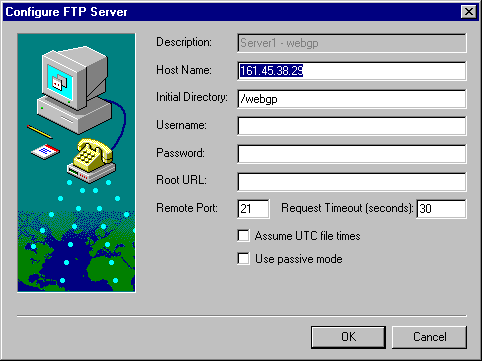 Configure FTP Server
Description: Server1 - webgp
Host Name: 161.45.38.29
Initial Directory: /webgp
Username:
Password:
Root URL:
Remote Port: 21 Request Timeout (seconds): 30
Assume UTC file times
Use passive mode
OK Cancel